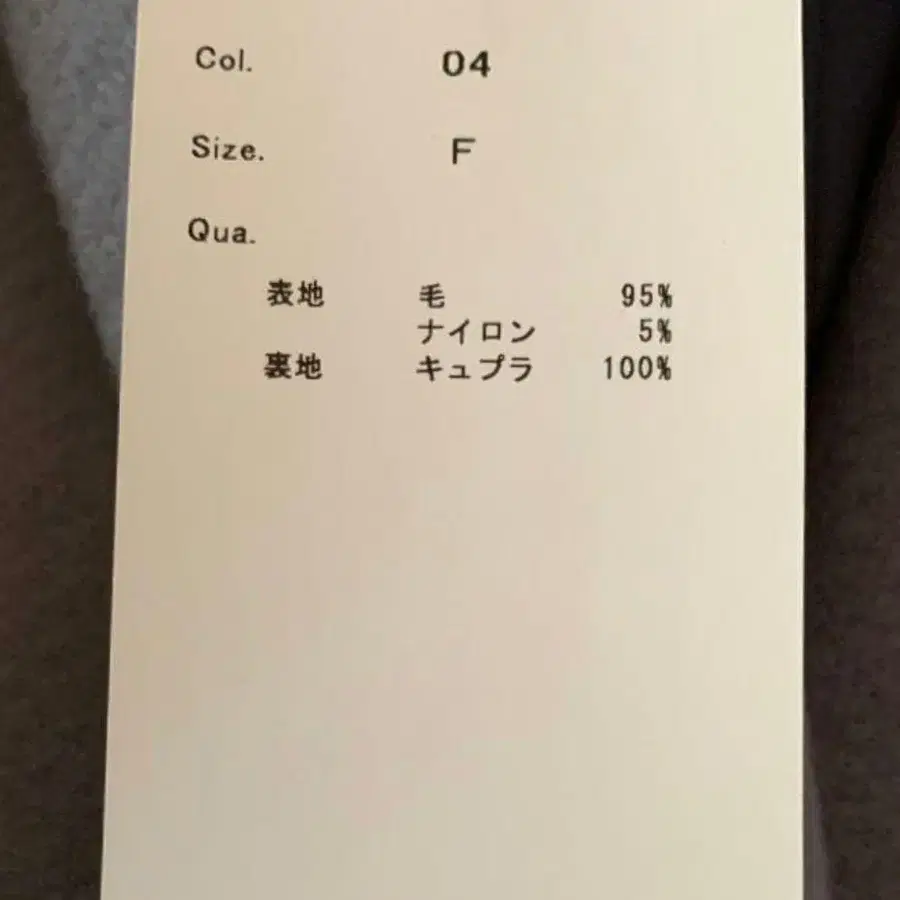 Col. 04
Size. F
Qua.
表地 毛 95%
ナイロン 5%
裏地 キュプラ 100%